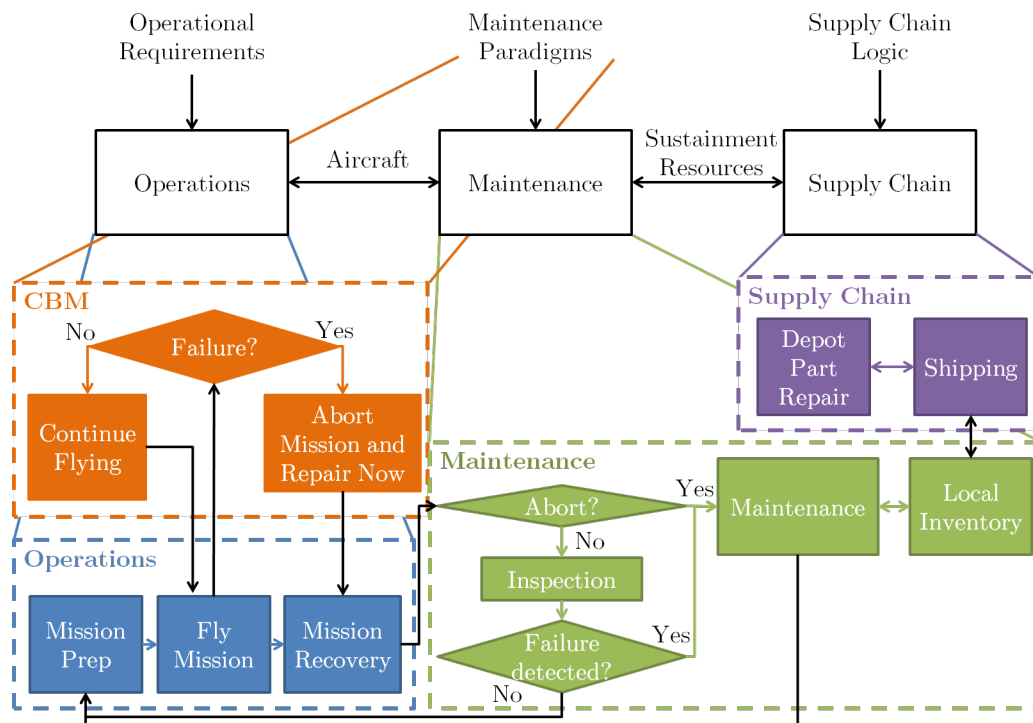 Operational
Requirements
Maintenance
Paradigms
Supply Chain
Logic
Operations
Aircraft
Maintenance
Sustainment
Resources
Supply Chain
CBM
No
Yes
Failure?
Continue
Flying
Abort
Mission and
Repair Now
Supply Chain
Depot
Part
Repair
Shipping
Maintenance
Abort?
Yes
No
Inspection
Failure
detected?
Yes
No
Maintenance
Local
Inventory
Operations
Mission
Prep
Fly
Mission
Mission
Recovery